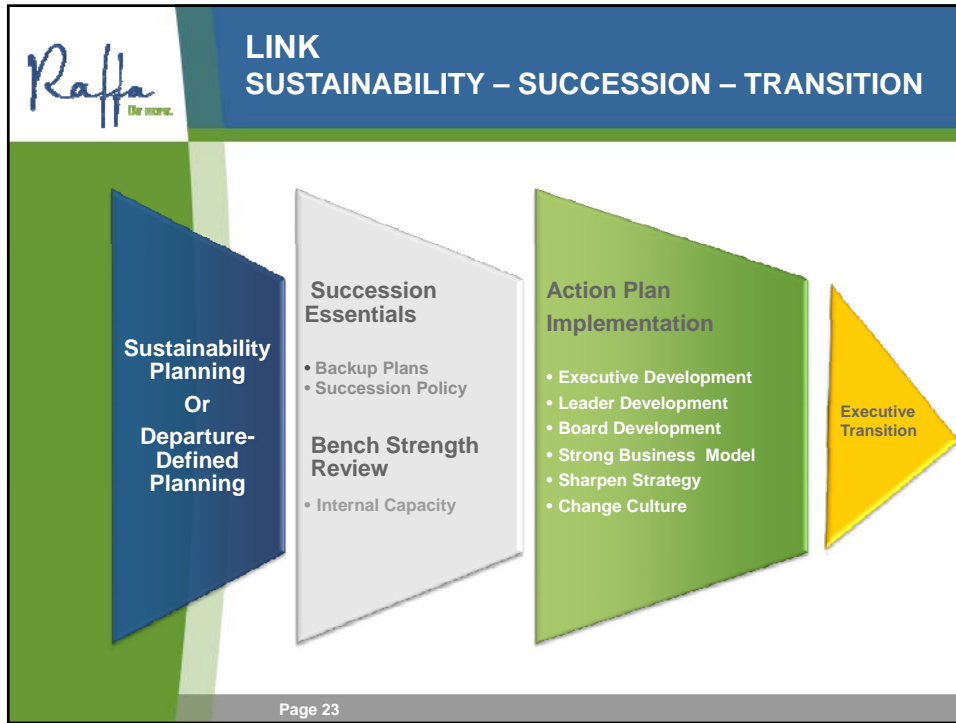 Raffa
Do more.
LINK
SUSTAINABILITY – SUCCESSION – TRANSITION
Sustainability
Planning
Or
Departure-
Defined
Planning
Succession
Essentials
• Backup Plans
• Succession Policy
Bench Strength
Review
• Internal Capacity
Action Plan
Implementation
• Executive Development
• Leader Development
• Board Development
• Strong Business Model
• Sharpen Strategy
• Change Culture
Executive
Transition
Page 23